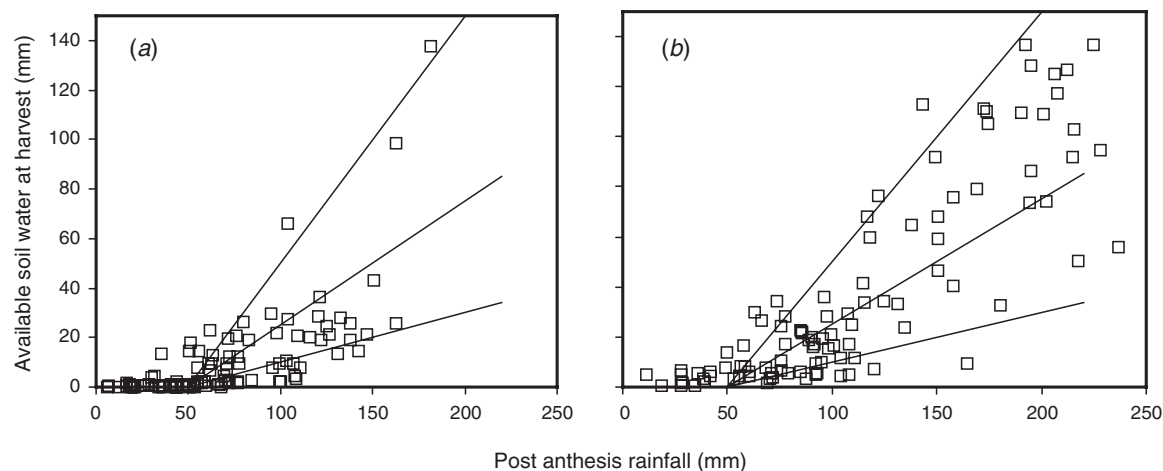 140
120
100
80
60
40
20
0
Available soil water at harvest (mm)
(a)
(b)
0 50 100 150 200 250
0 50 100 150 200 250
Post anthesis rainfall (mm)